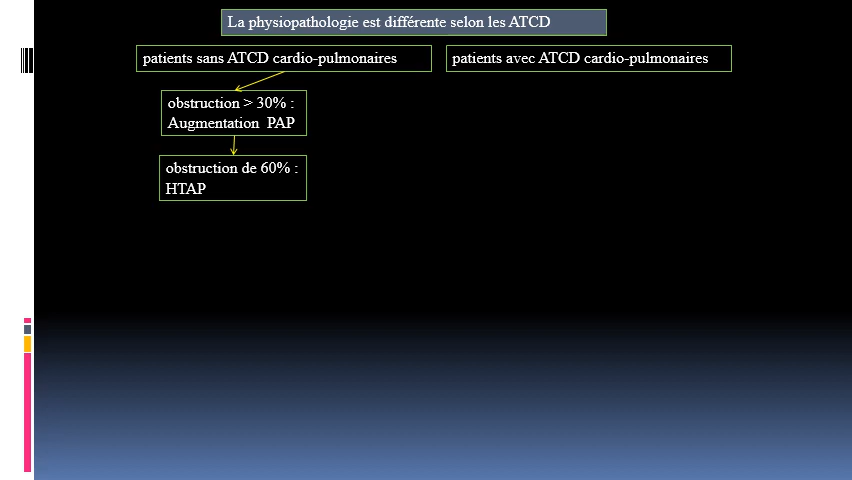 La physiopathologie est différente selon les ATCD
patients sans ATCD cardio-pulmonaires
patients avec ATCD cardio-pulmonaires
obstruction > 30% :
Augmentation PAP
obstruction de 60% :
HTAP